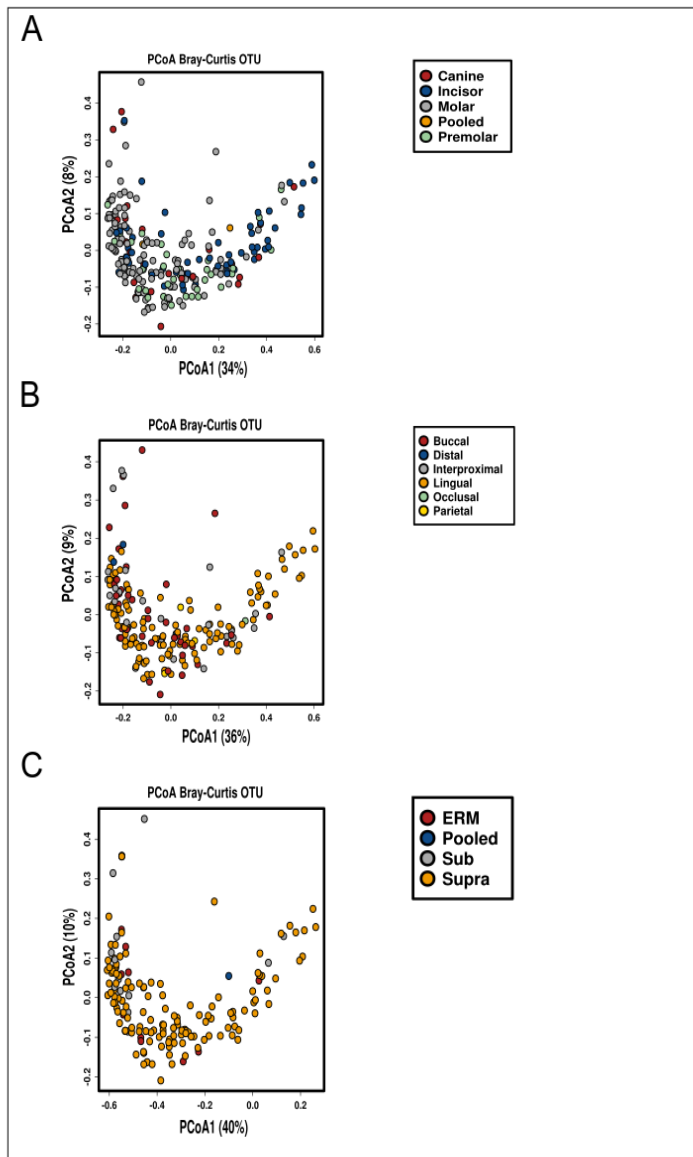 A
PCoA Bray-Curtis OTU
Canine
Incisor
Molar
Pooled
Premolar
PCoA2 (8%)
0.4
0.3
0.2
0.1
0.0
-0.1
-0.2
-0.2 0.0 0.2 0.4 0.6
PCoA1 (34%)
B
PCoA Bray-Curtis OTU
Buccal
Distal
Interproximal
Lingual
Occlusal
Parietal
PCoA2 (9%)
0.4
0.3
0.2
0.1
0.0
-0.1
-0.2
-0.2 0.0 0.2 0.4 0.6
PCoA1 (36%)
C
PCoA Bray-Curtis OTU
ERM
Pooled
Sub
Supra
PCoA2 (10%)
0.4
0.3
0.2
0.1
0.0
-0.1
-0.2
-0.6 -0.4 -0.2 0.0 0.2
PCoA1 (40%)